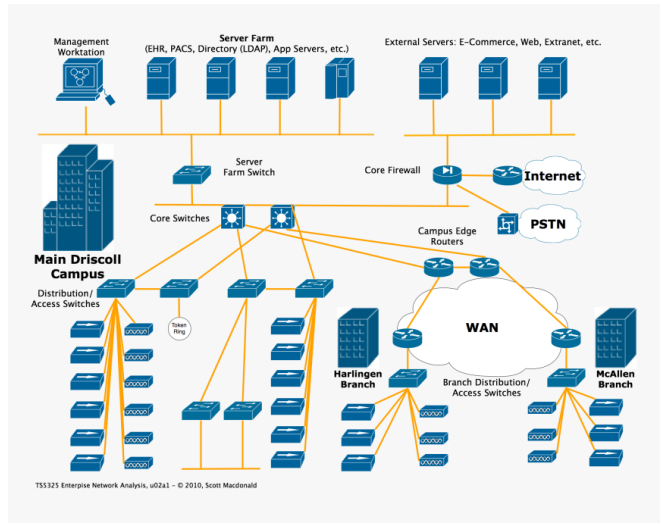 Management
Worktation
Server Farm
(EHR, PACS, Directory (LDAP), App Servers, etc.)
External Servers: E-Commerce, Web, Extranet, etc.
Server
Farm Switch
Core Firewall
Internet
Core Switches
PSTN
Campus Edge
Routers
Main Driscoll
Campus
Distribution/
Access Switches
Token
Ring
WAN
Harlingen
Branch
Branch Distribution/
Access Switches
McAllen
Branch
TS5325 Enterpise Network Analysis, u02a1 - © 2010, Scott Macdonald